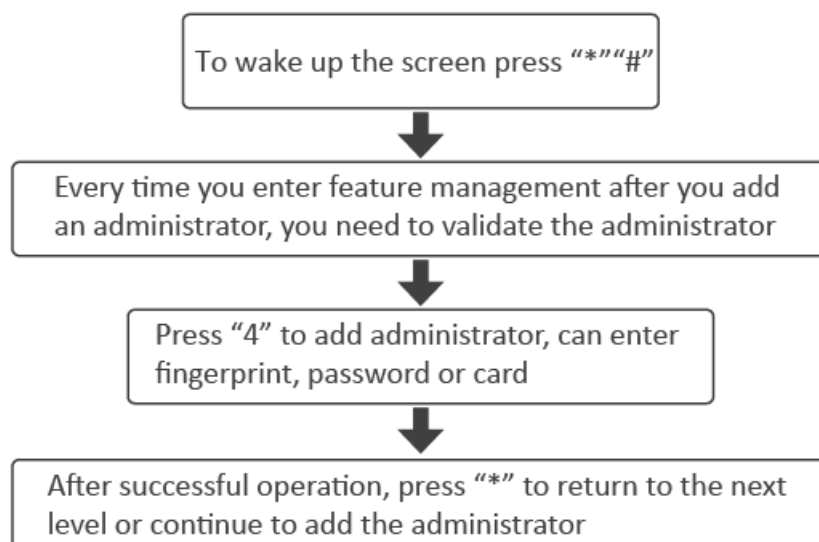 To wake up the screen press “*”“#”
Every time you enter feature management after you add
an administrator, you need to validate the administrator
Press “4” to add administrator, can enter
fingerprint, password or card
After successful operation, press “*” to return to the next
level or continue to add the administrator